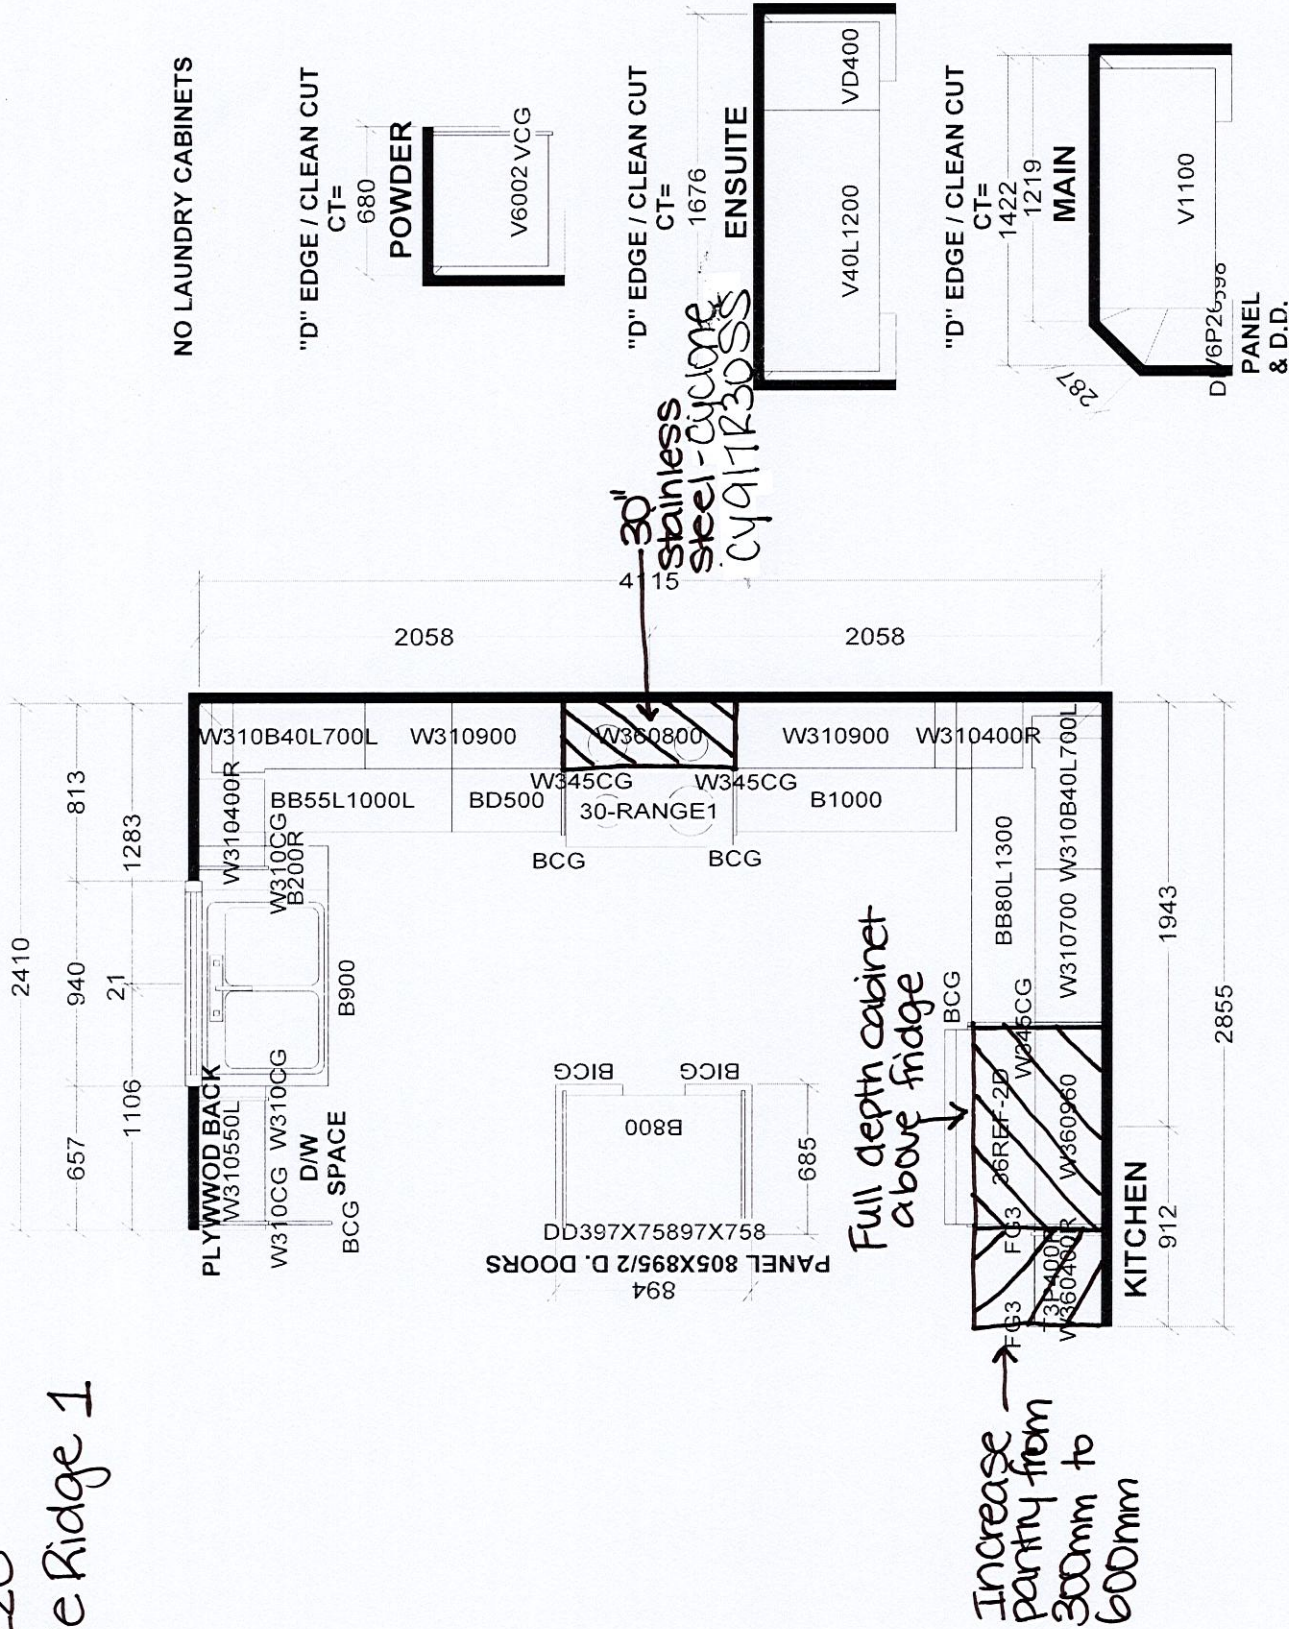 e Ridge 1
NO LAUNDRY CABINETS
"D" EDGE / CLEAN CUT
CT=
680
POWDER
V6002
VCG
"D" EDGE / CLEAN CUT
CT=
1676
ENSUITE
V40L1200
VD400
"D" EDGE / CLEAN CUT
CT=
1422
1219
MAIN
287
V1100
PANEL
& D.D.
30"
Stainless
steel - Cyclone
CY917R30SS
4115
2058
2058
2410
813
940
657
1283
21
1106
W310B40L700L
W310900
W360800
W310900
W310400R
W310400R
BB55L1000L
BD500
W345CG
30-RANGE1
W345CG
B1000
W310B40L700L
BCG
BCG
W310CG
B200R
B900
BB80L1300
W310700
PLYWWOD BACK
W310550L
W310CG
W310CG
D/W
SPACE
BCG
BICG
BICG
B800
685
DD397X75897X758
PANEL 805X895/2 D. DOORS
894
Full depth cabinet
above fridge
BCG
W345CG
36REF-2D
W360960
FG3
FG3
T3P400R
W360400R
KITCHEN
1943
912
2855
Increase
pantry from
300mm to
600mm